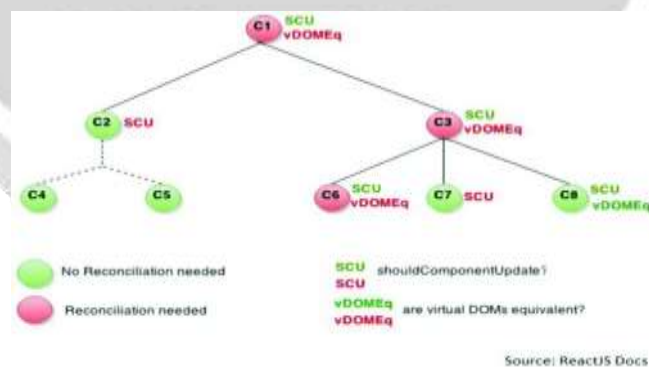 C1 SCU
vDOMEq
C2 SCU
C3 SCU
vDOMEq
C4
C5
C6 SCU
vDOMEq
C7 SCU
C8 SCU
vDOMEq
No Reconciliation needed
Reconciliation needed
SCU
SCU
shouldComponentUpdate?
vDOMEq
vDOMEq
are virtual DOMs equivalent?
Source: ReactJS Docs